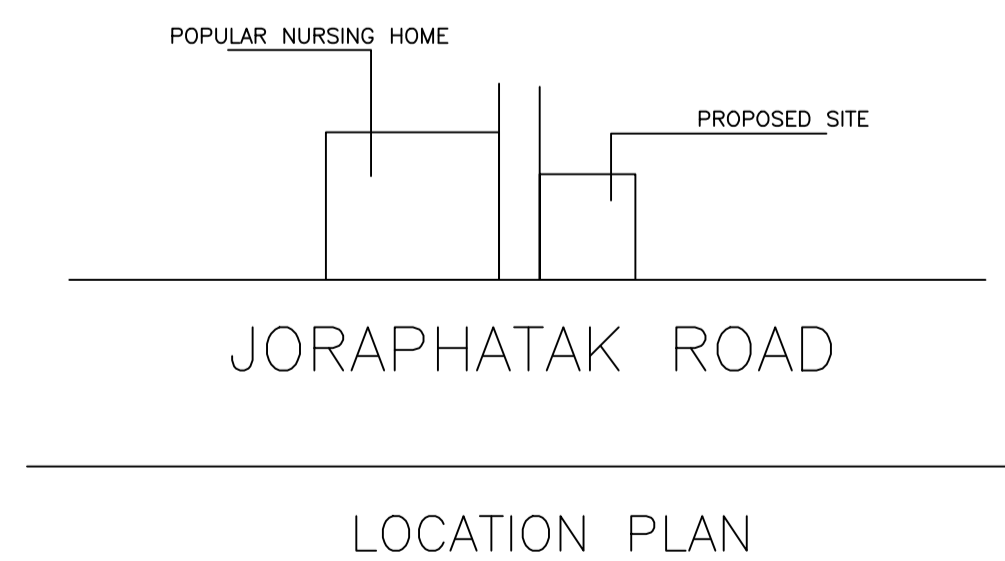 POPULAR NURSING HOME
PROPOSED SITE
JORAPHATAK ROAD
LOCATION PLAN